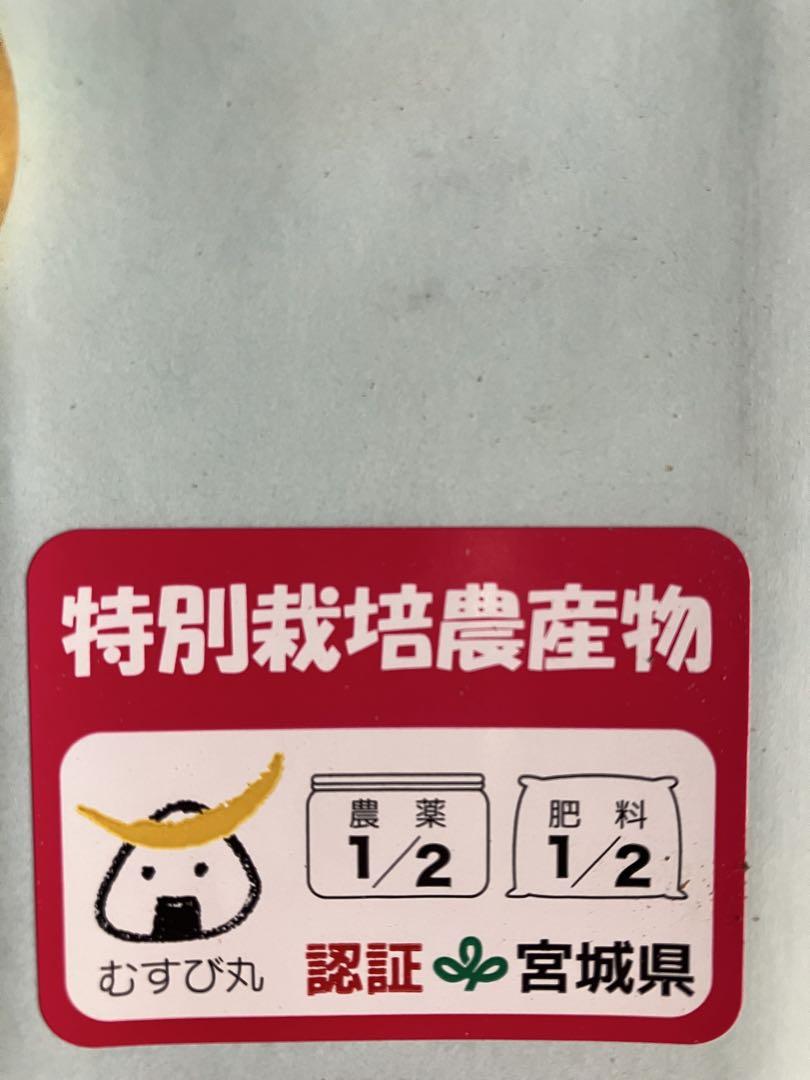 特別栽培農産物
農薬 肥料
1/2 1/2
むすび丸 認証 宮城県